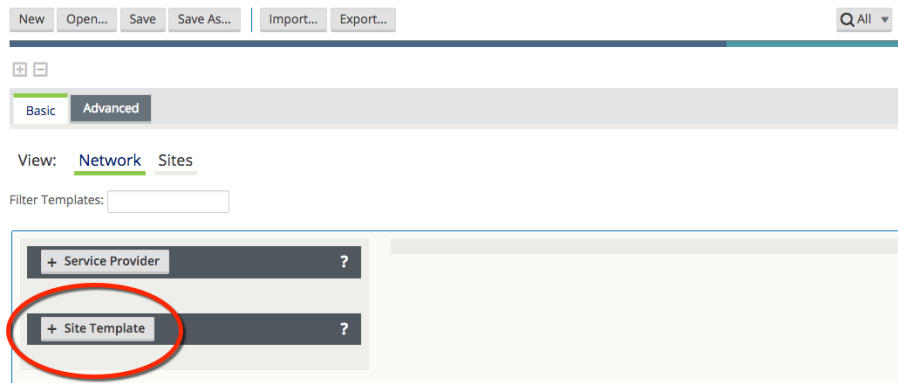 New Open... Save Save As... Import... Export... All
Basic Advanced
View: Network Sites
Filter Templates:
+ Service Provider ?
+ Site Template ?